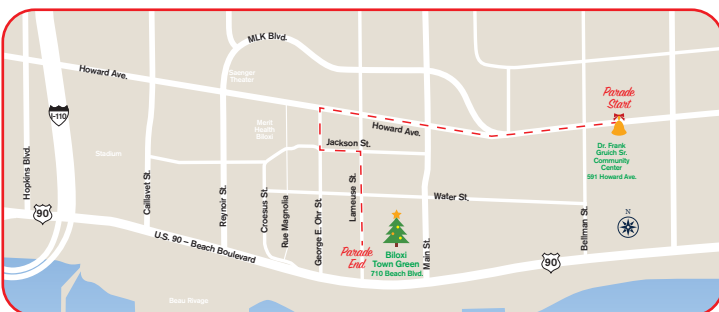 MLK Blvd.
Howard Ave.
Saenger
Theater
I-110
Parade
Start
Merit
Health
Biloxi
Howard Ave.
Jackson St.
Dr. Frank
Gruich Sr.
Community
Center
591 Howard Ave.
Stadium
Hopkins Blvd.
Caillavet St.
Reynoir St.
Croesus St.
Rue Magnolia
George E. Ohr St.
Lameuse St.
Water St.
Main St.
Bellman St.
N
90
U.S. 90 – Beach Boulevard
Parade
End
Biloxi
Town Green
710 Beach Blvd.
90
Beau Rivage